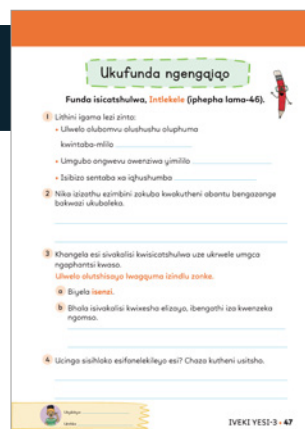 Ukufunda ngengqiqo
Funda isicatshulwa, Intlekele (iphepha lama-46).
1 Lithini igama lezi zinto:
• Ulwelo olubomvu olushushu oluphuma
kwintaba-mlilo
• Umgubo ongwevu owenziwa yimililo
• Isibizo sentaba xa iqhushumba
2 Nika izizathu ezimbini zokuba kwakutheni abantu bengazange
bakwazi ukubaleka.
3 Khangela esi sivakalisi kwisicatshulwa uze ukrwele umgca
ngaphantsi kwaso.
Ulwelo olutshisayo lwagquma izindlu zonke.
a Biyela isenzi.
b Bhala isivakalisi kwixesha elizayo, ibengathi iza kwenzeka
ngomso.
4 Ucinga sisihloko esifanelekileyo esi? Chaza kutheni usitsho.
IVEKI YESI-3 • 47